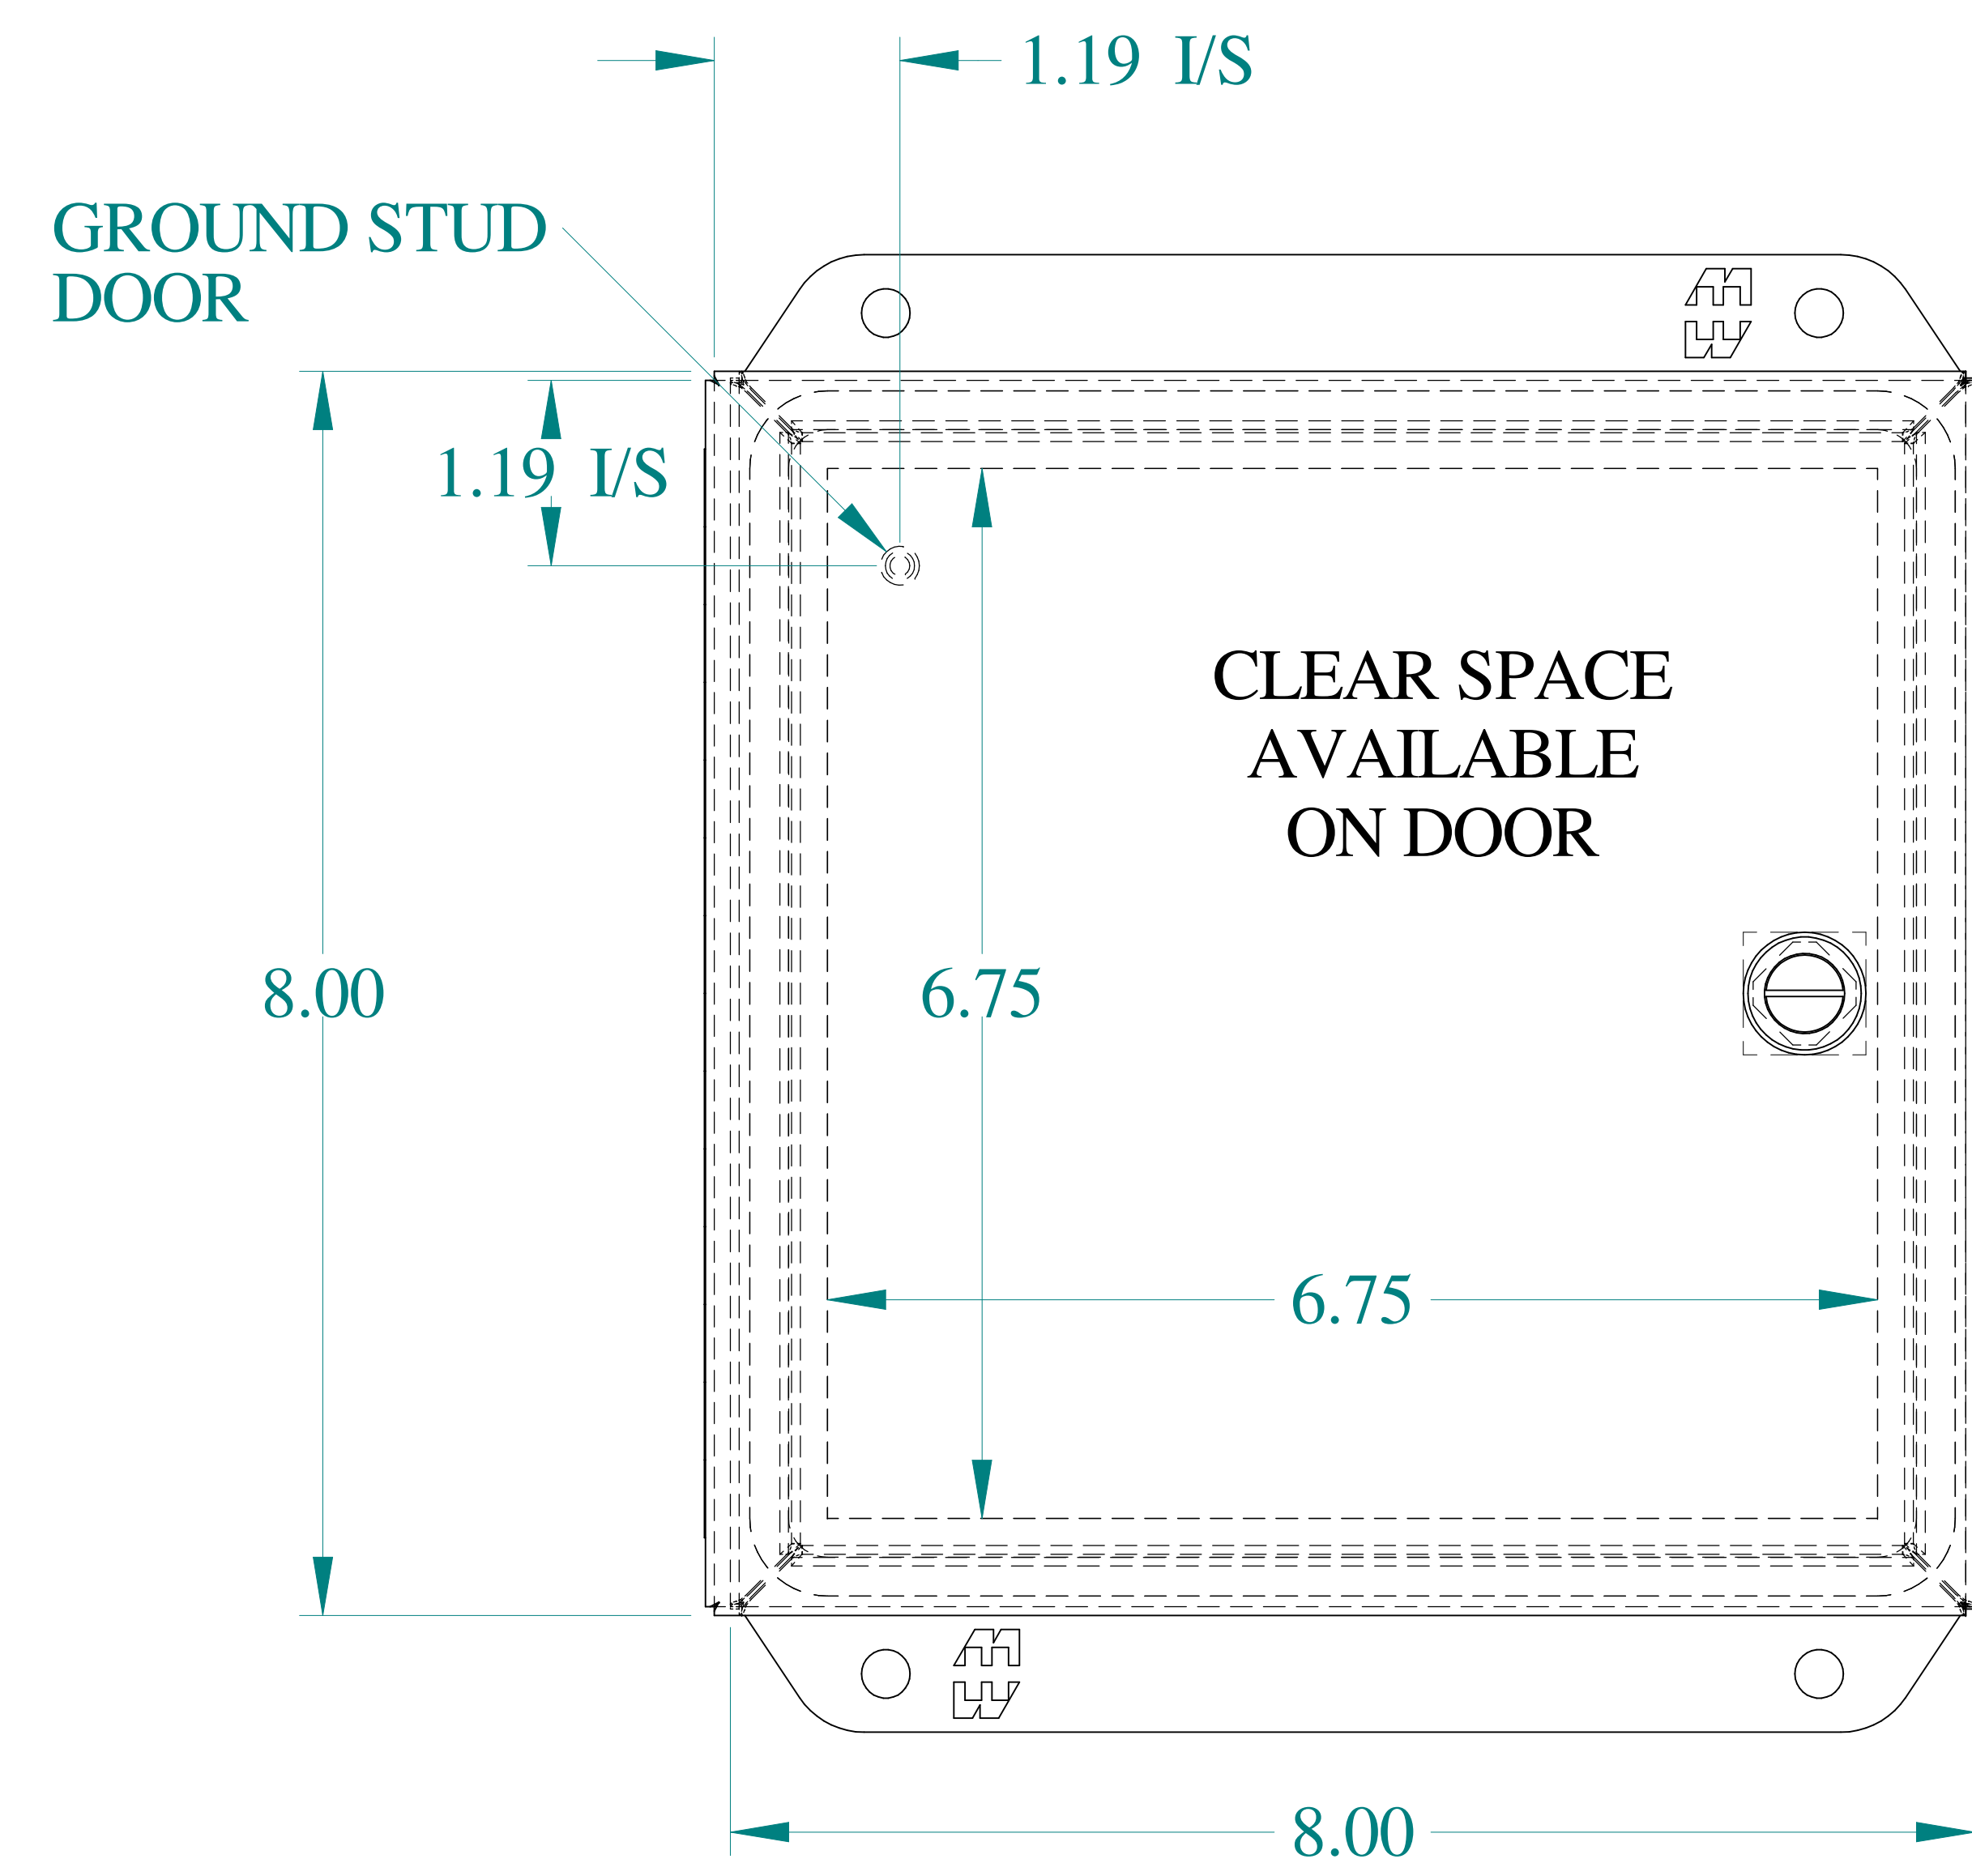 1.19 I/S
GROUND STUD
DOOR
1.19 I/S
CLEAR SPACE
AVAILABLE
ON DOOR
8.00
6.75
6.75
8.00